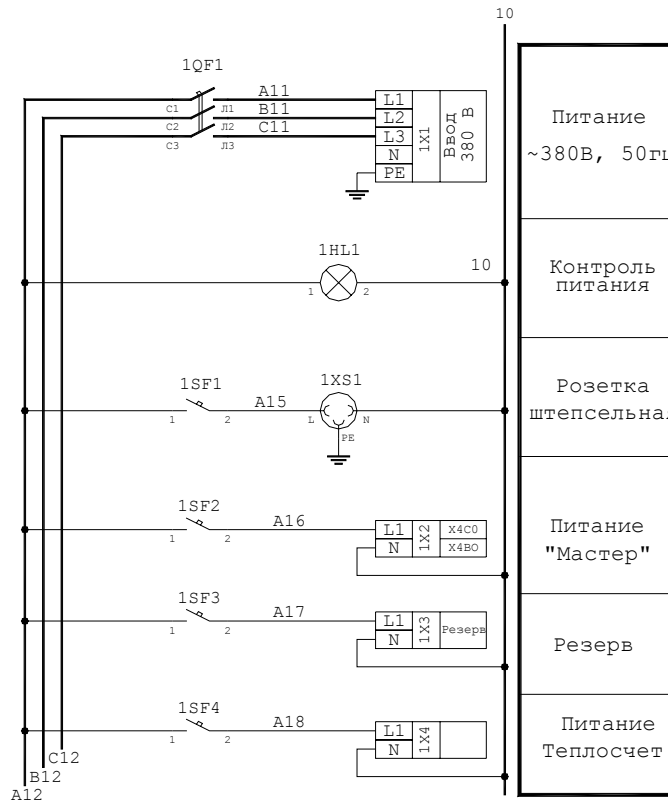 10
1QF1
A11
C1 Л1
B11
C2 Л2
C11
C3 Л3
L1
L2
L3
N
PE
1X1
Ввод
380 В
Питание
~380В, 50гц
1HL1
1 2
10
Контроль
питания
1SF1
1 2
A15
1XS1
L N
PE
Розетка
штепсельная
1SF2
1 2
A16
L1
N
1X2
X4C0
X4BO
Питание
"Мастер"
1SF3
1 2
A17
L1
N
1X3
Резерв
Резерв
1SF4
1 2
A18
L1
N
1X4
Питание
Теплосчет
C12
B12
A12